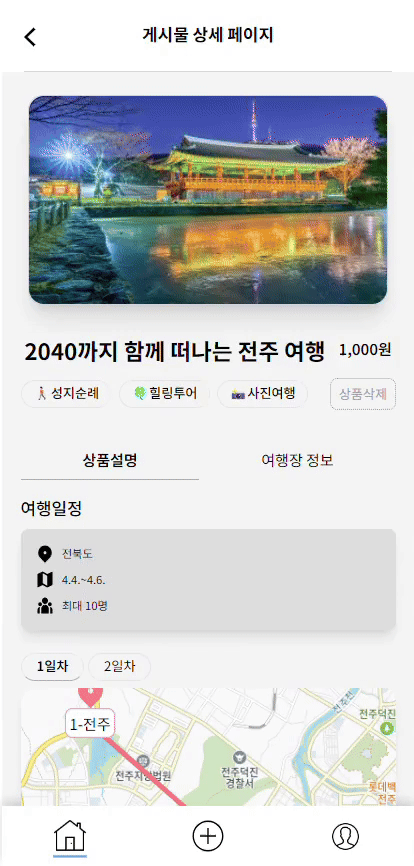 게시물 상세 페이지
2040까지 함께 떠나는 전주 여행 1,000원
성지순례 힐링투어 사진여행 상품삭제
상품설명 여행장 정보
여행일정
전북도
4.4.~4.6.
최대 10명
1일차 2일차
전주천
전주덕진
1-전주
전주지방법원
전주덕진
경찰서
롯데백
전주